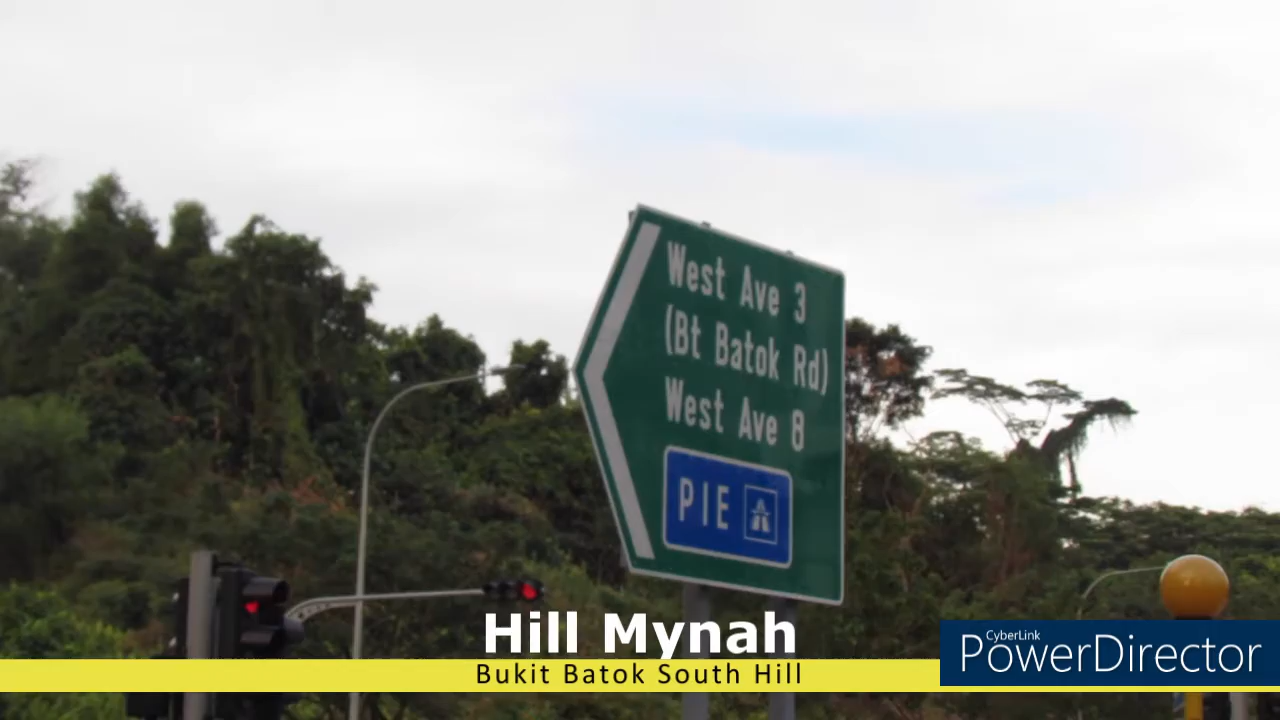 West Ave 3
(Bt Batok Rd)
West Ave 8
PIE
Hill Mynah
Bukit Batok South Hill
CyberLink
PowerDirector